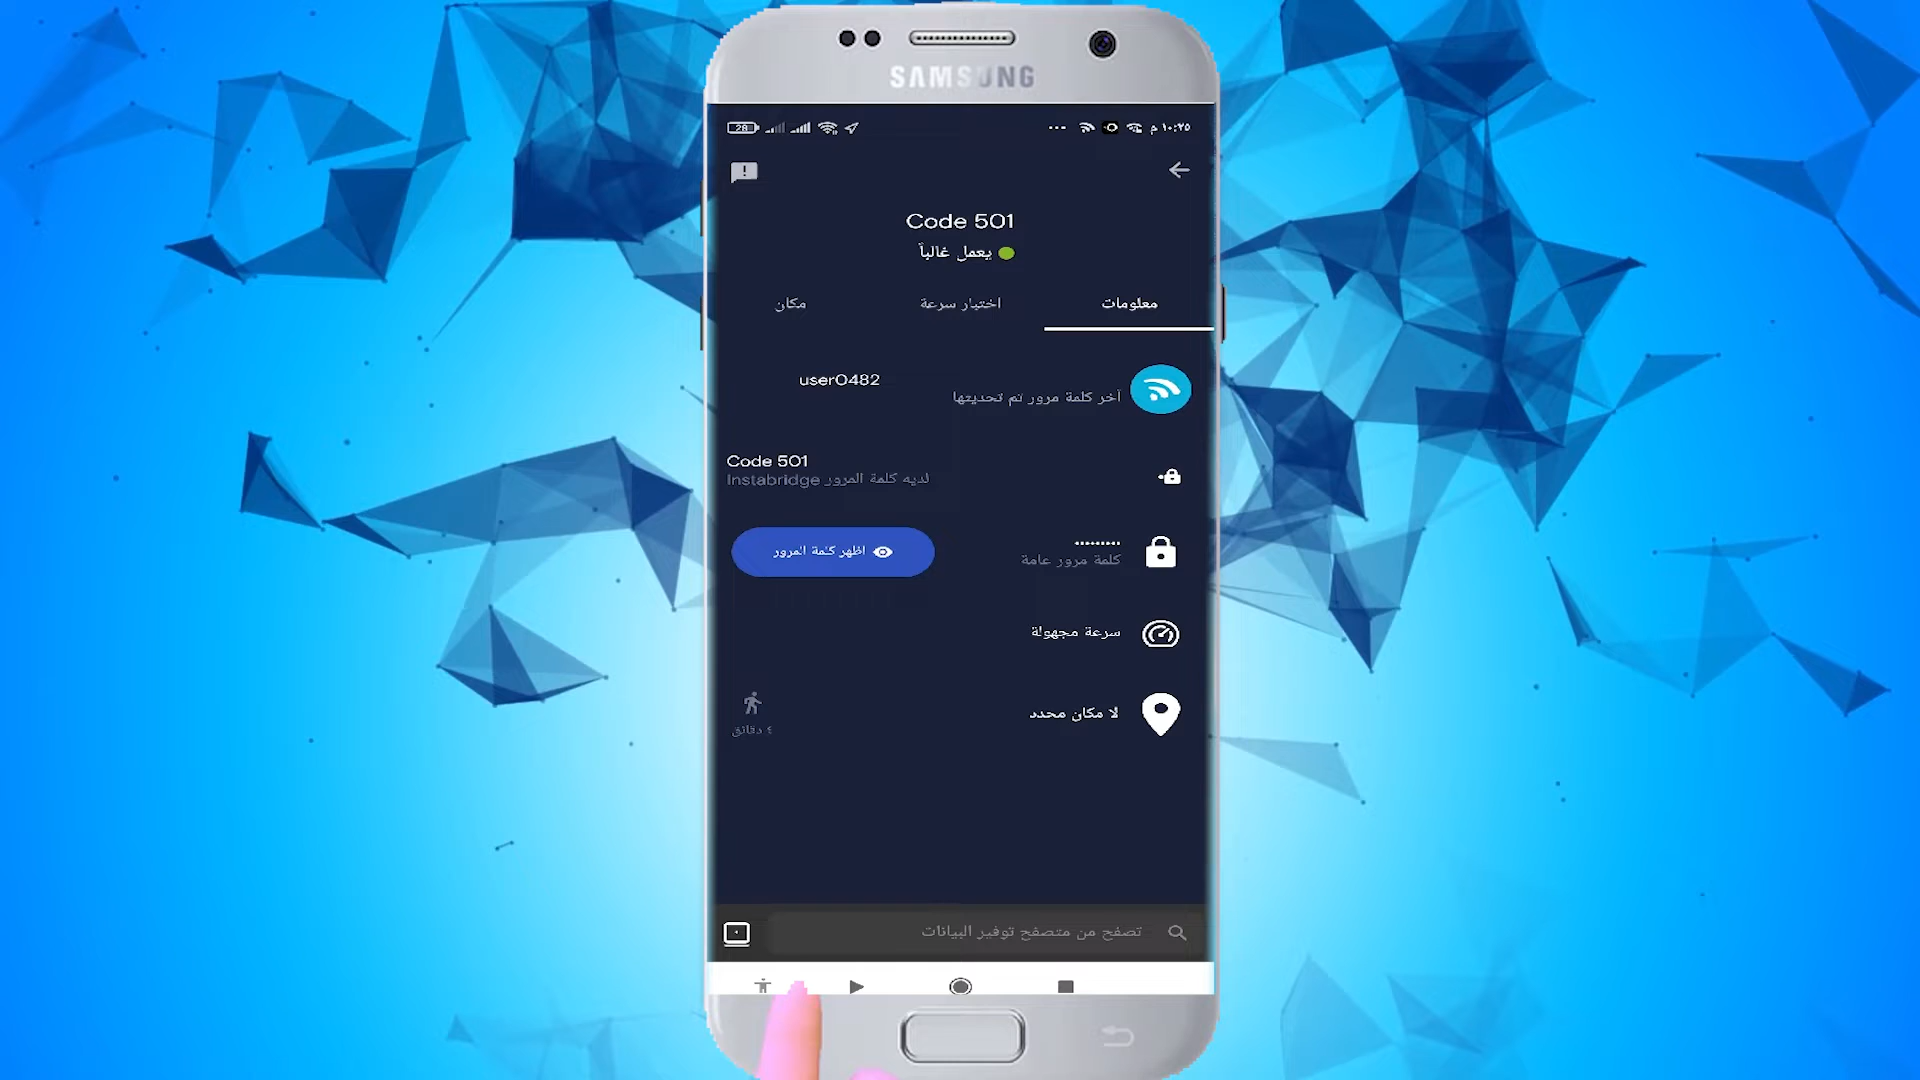 SAMSUNG
28
١٠:٢٥ م
Code 501
يعمل غالباً
معلومات
اختبار سرعة
مكان
user0482
آخر كلمة مرور تم تحديثها
Code 501
لديه كلمة المرور Instabridge
•••••••••
كلمة مرور عامة
اظهر كلمة المرور
سرعة مجهولة
لا مكان محدد
دقائق
تصفح من متصفح توفير البيانات